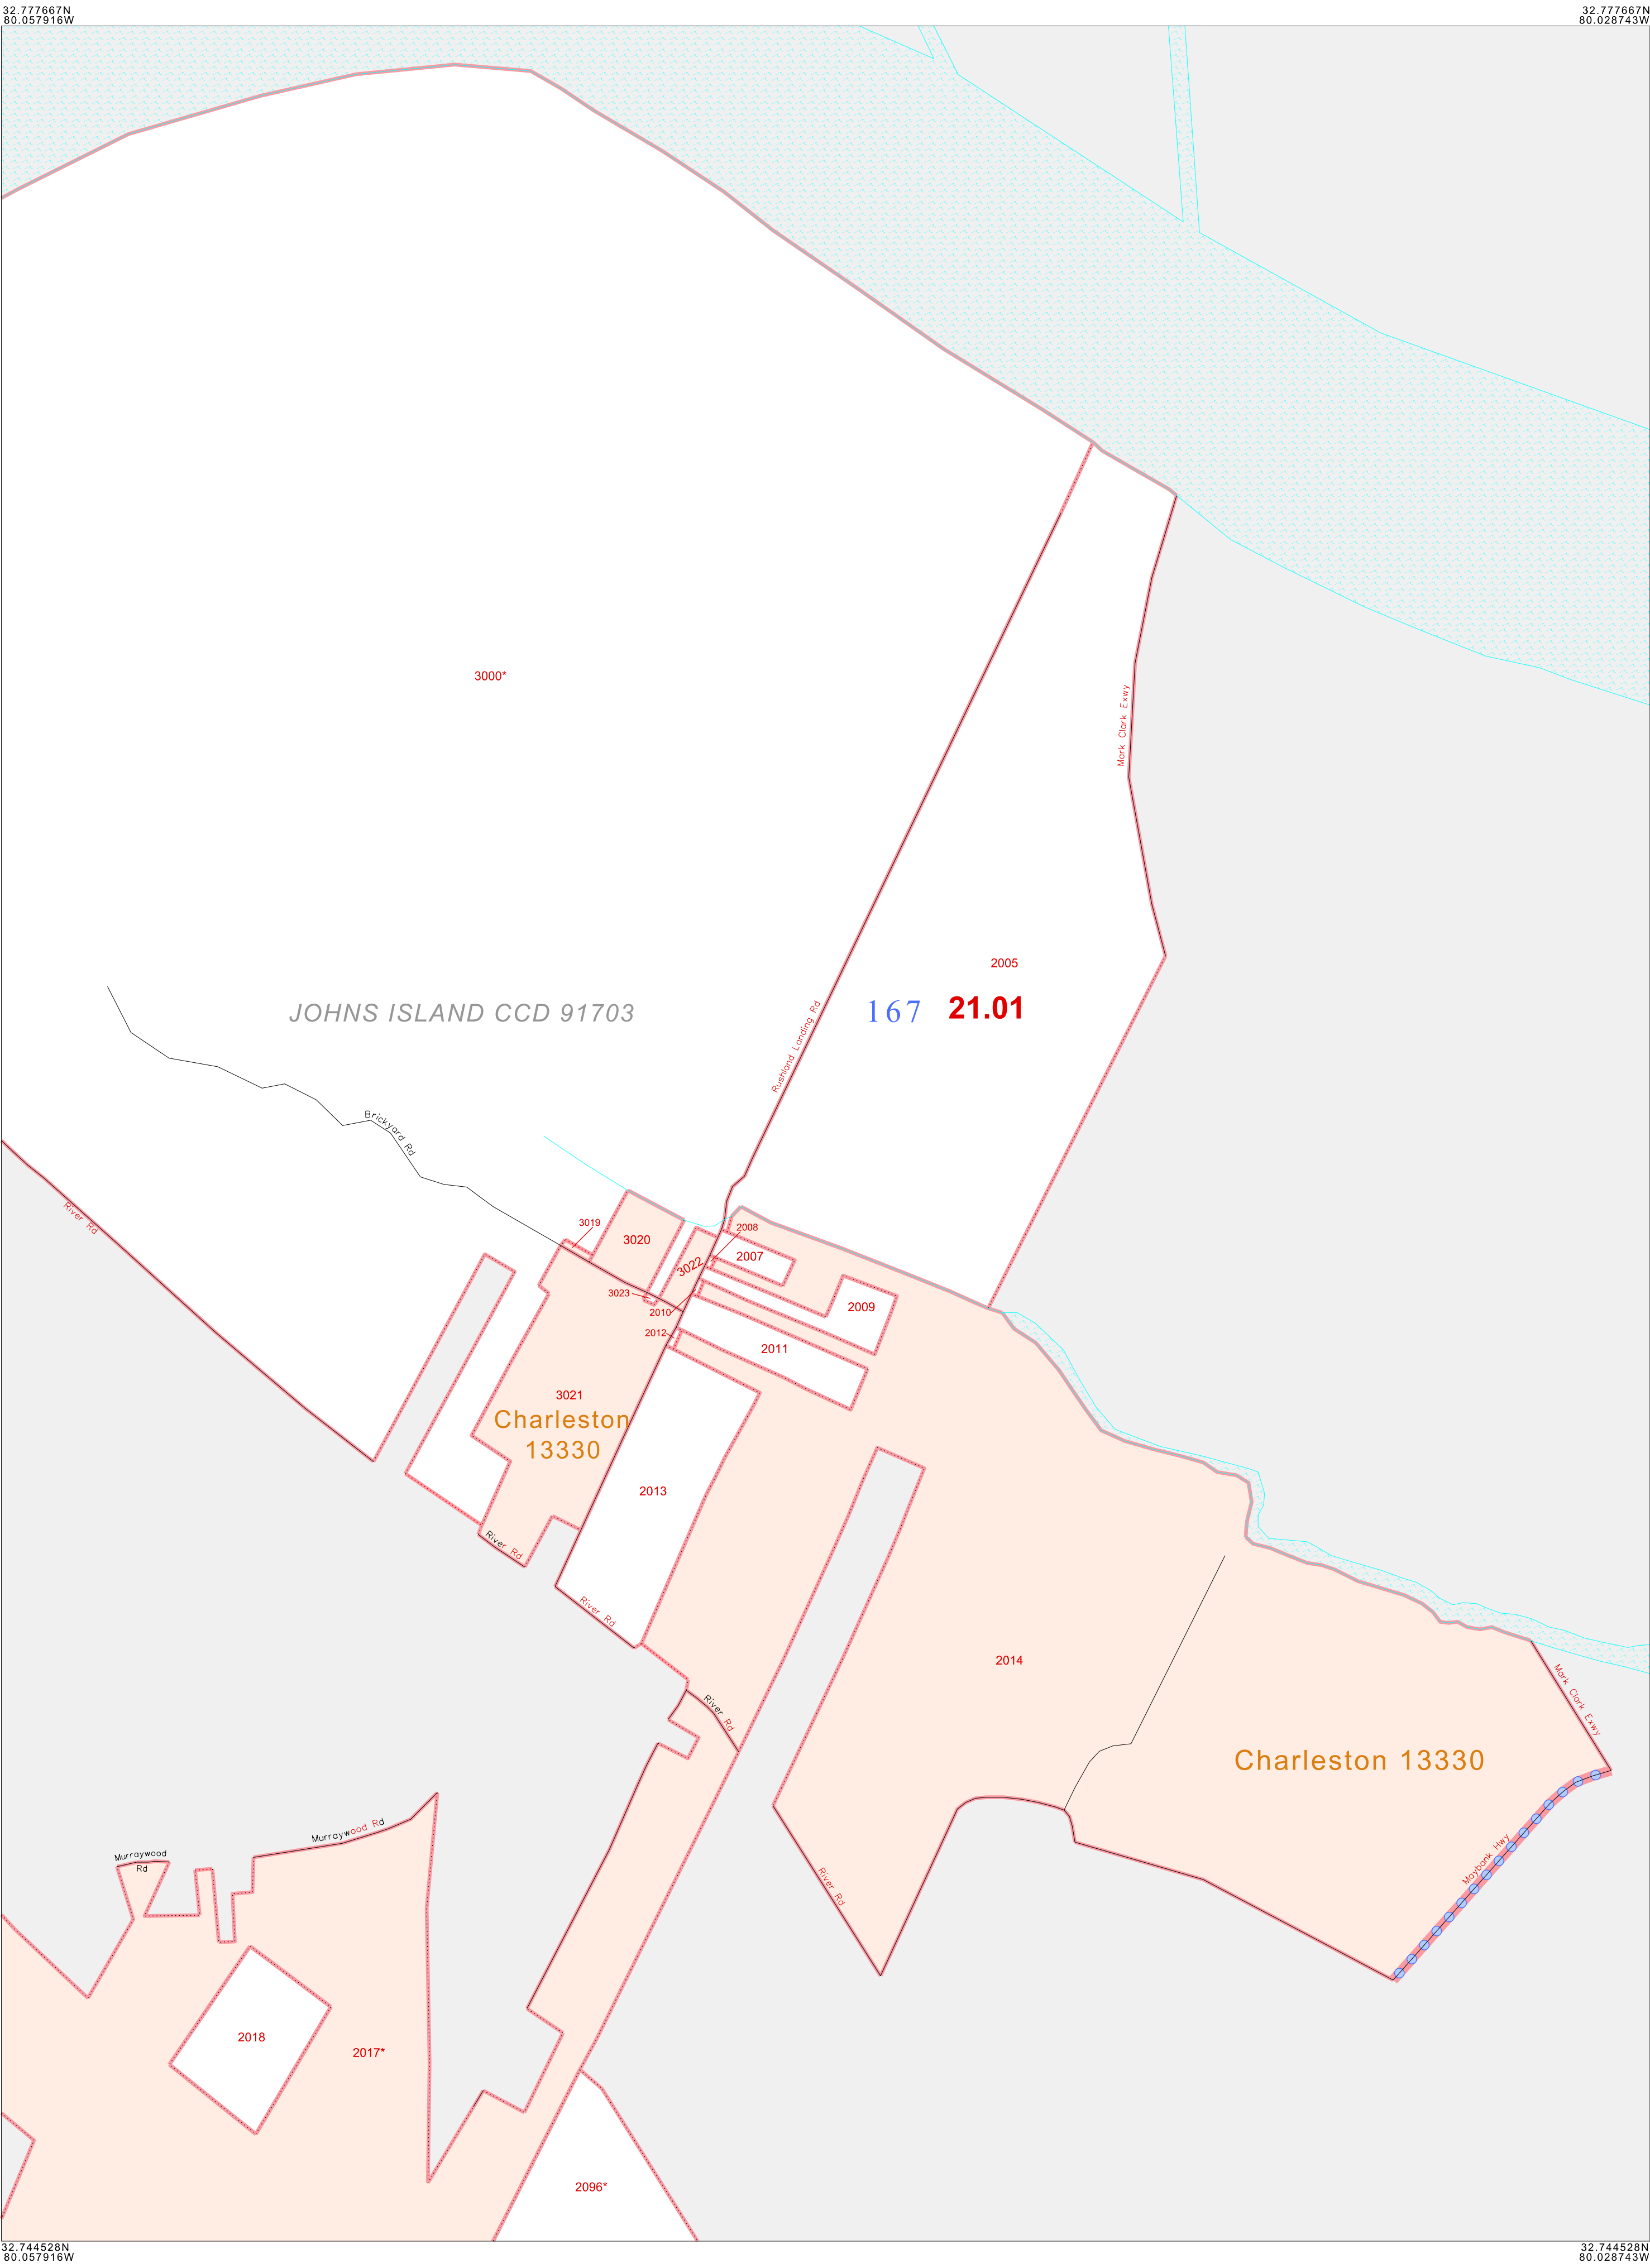 32.777667N
80.057916W
32.777667N
80.028743W
3000*
Mark Clark Exwy
2005
JOHNS ISLAND CCD 91703
167
21.01
Rushland Landing Rd
Brickyard Rd
River Rd
3019
3020
2008
2007
3022
3023
2010
2009
2012
2011
3021
Charleston
13330
2013
River Rd
River Rd
2014
River Rd
Mark Clark Exwy
Charleston 13330
Maybank Hwy
Murraywood Rd
Murraywood
Rd
River Rd
2018
2017*
2096*
32.744528N
80.057916W
32.744528N
80.028743W